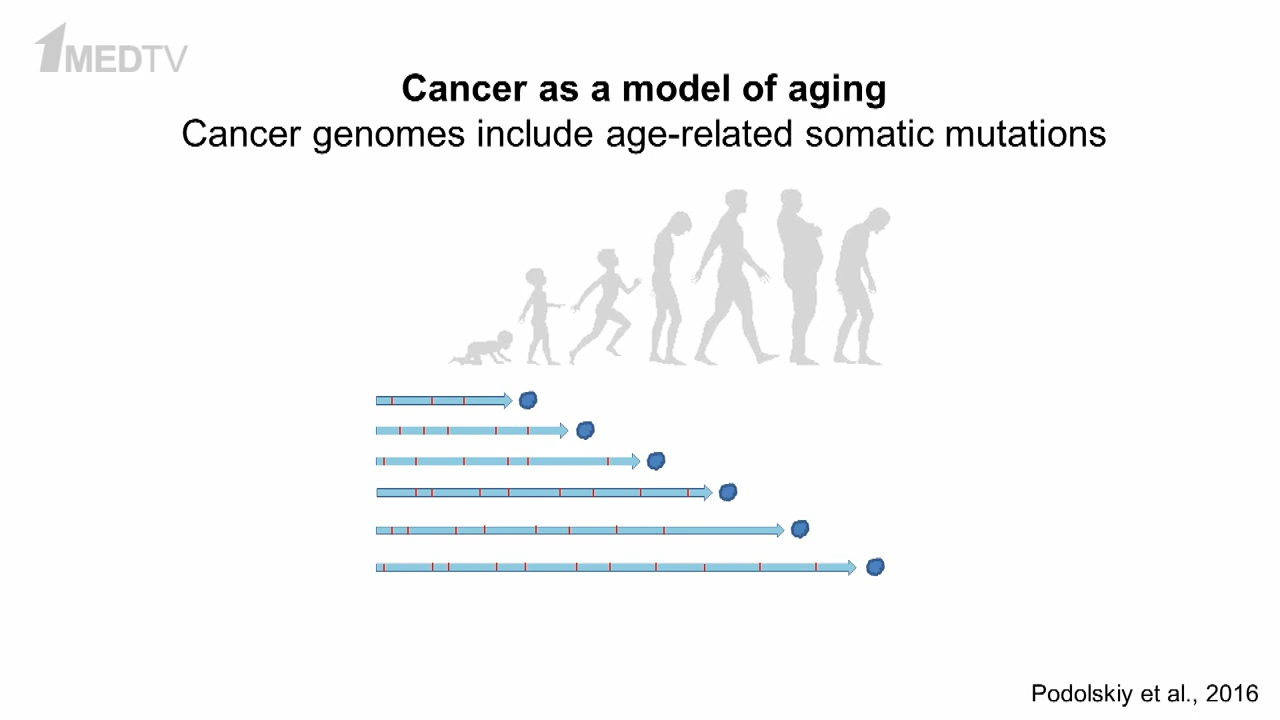 1MEDTV
Cancer as a model of aging
Cancer genomes include age-related somatic mutations
Podolskiy et al., 2016